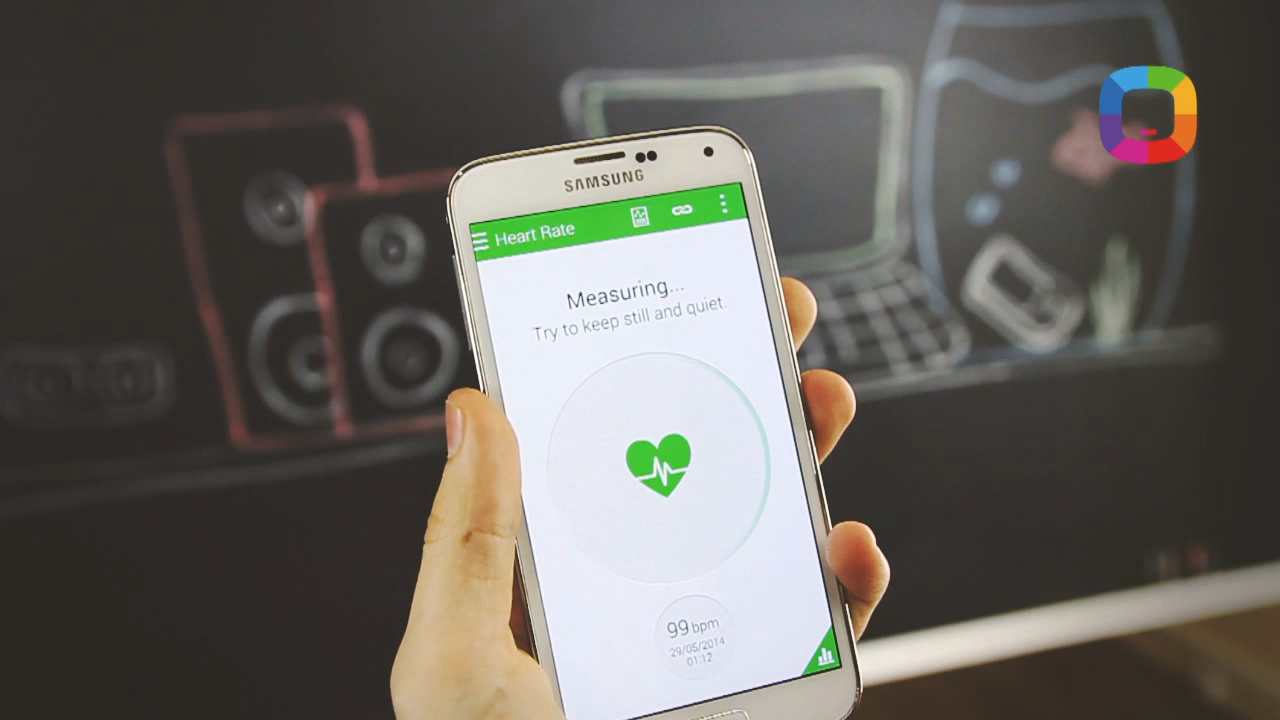 SAMSUNG
Heart Rate
Measuring...
Try to keep still and quiet.
99 bpm
29/05/2014
01:12